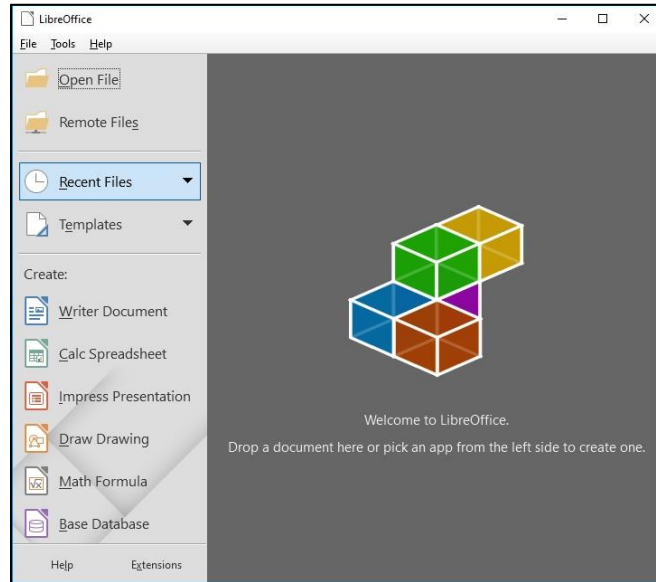 LibreOffice
File Tools Help
Open File
Remote Files
Recent Files
Templates
Create:
Writer Document
Calc Spreadsheet
Impress Presentation
Draw Drawing
Math Formula
Base Database
Help Extensions
Welcome to LibreOffice.
Drop a document here or pick an app from the left side to create one.